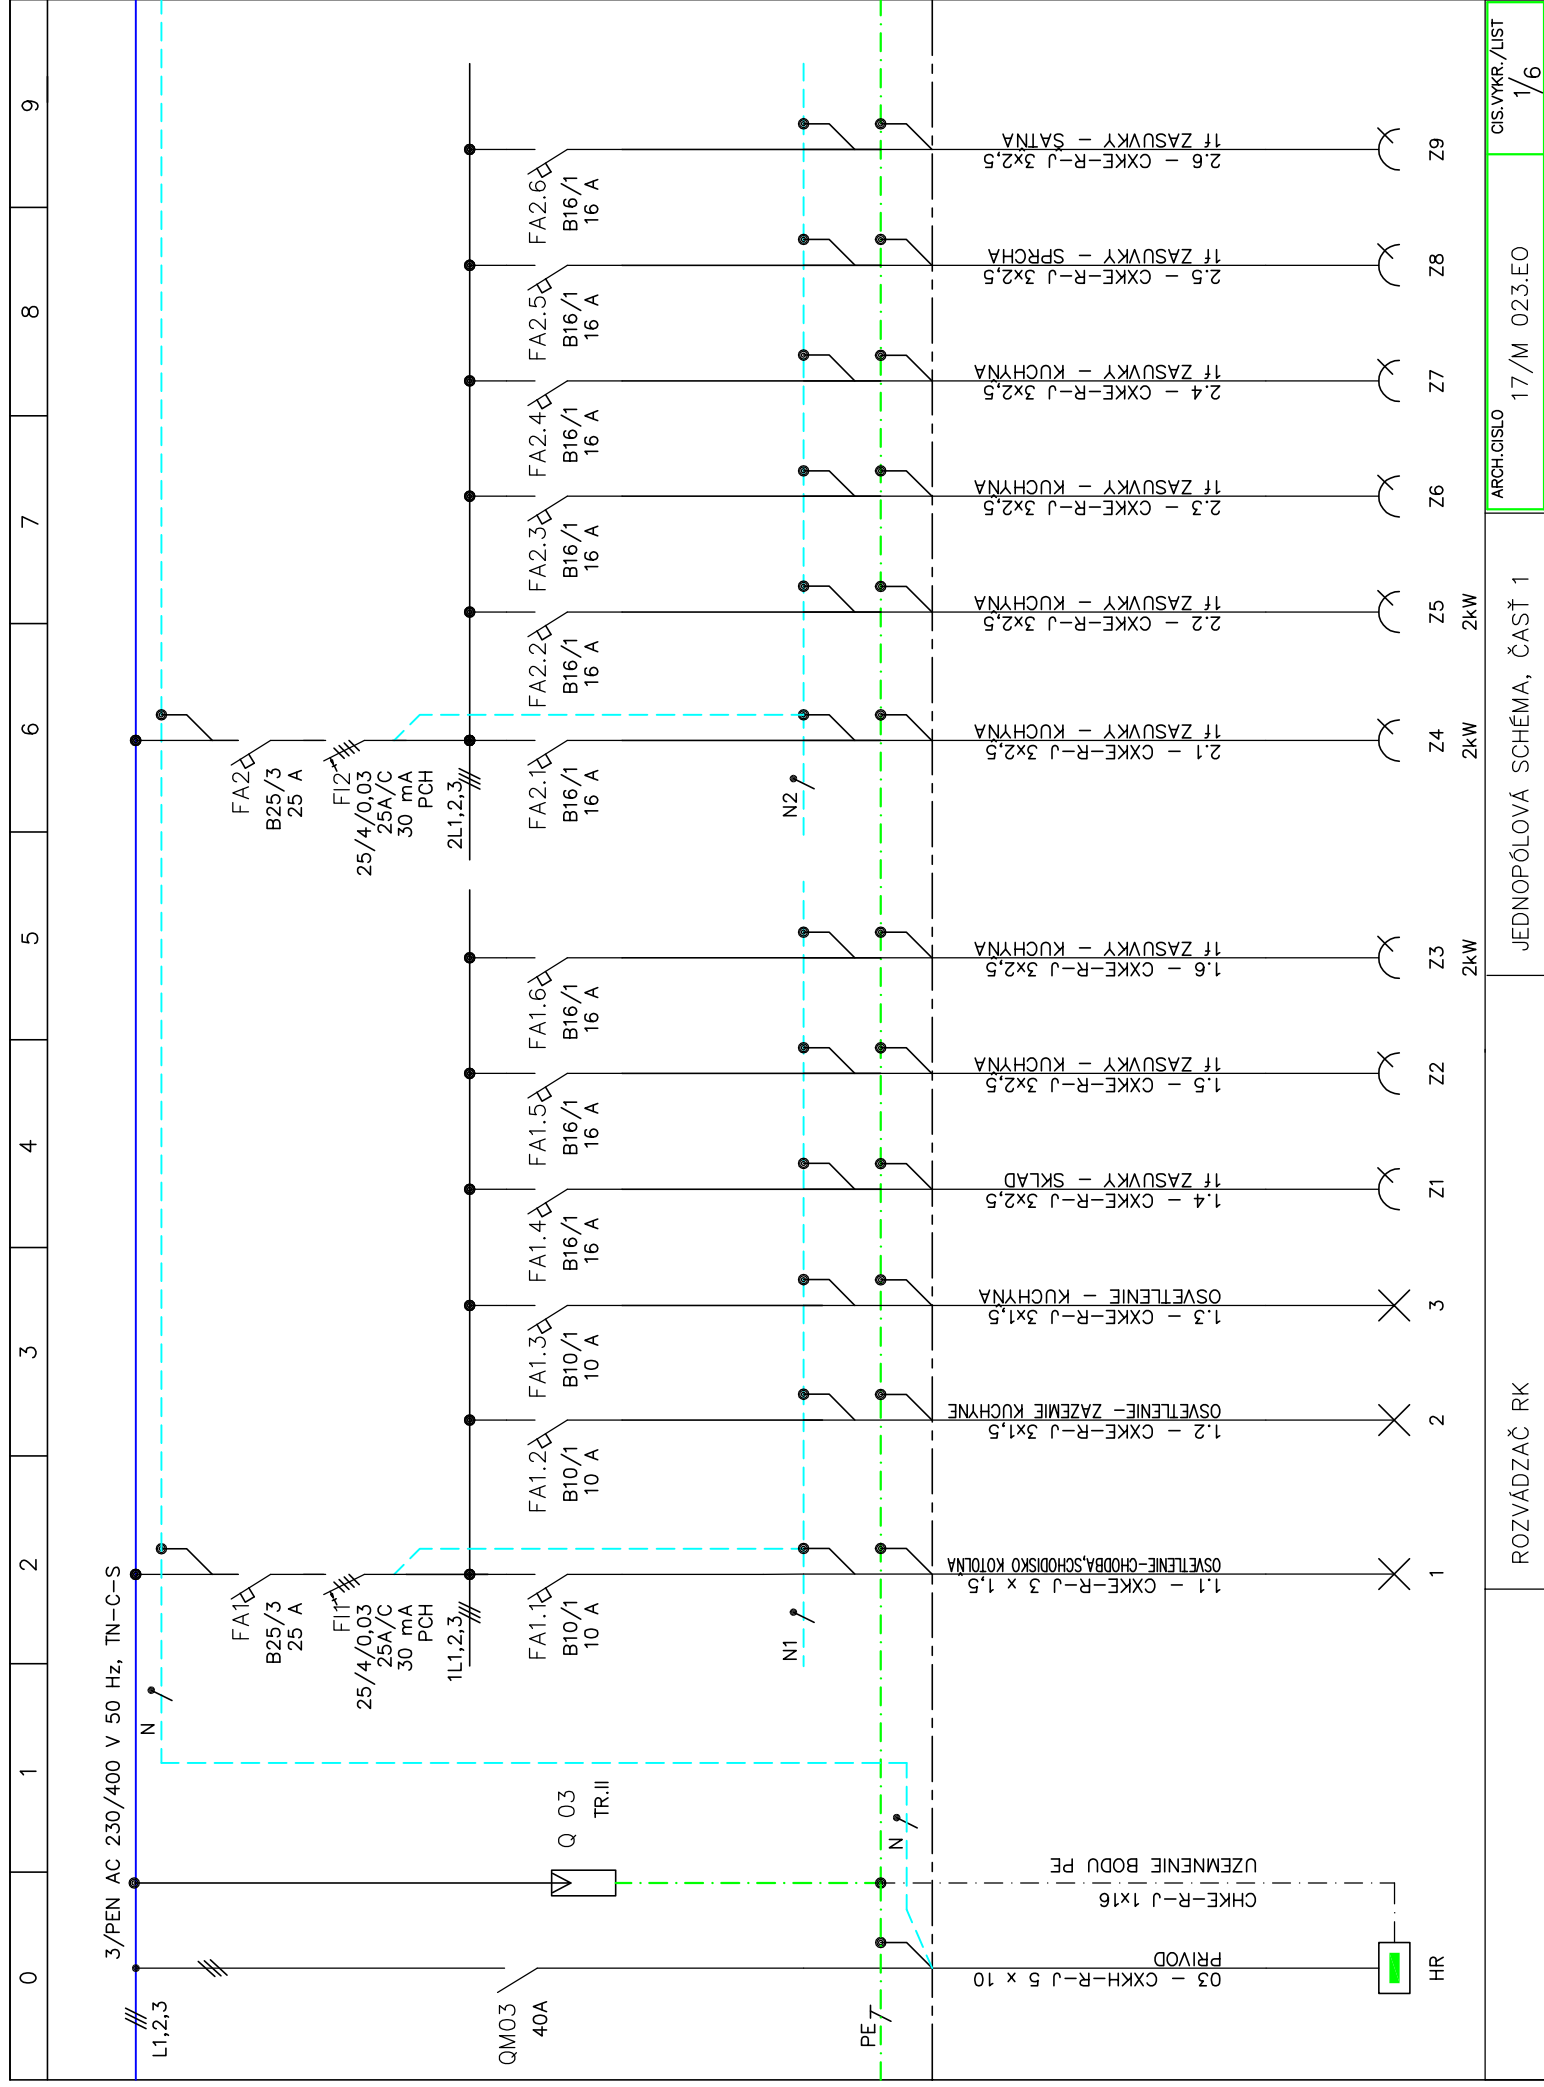 0 1 2 3 4 5 6 7 8 9
3/PEN AC 230/400 V 50 Hz, TN-C-S
L1,2,3
N
QM03
40A
Q 03
TR.II
PE
N
03 - CXKH-R-J 5 x 10
PRIVOD
CHKE-R-J 1x16
UZEMNENIE BODU PE
HR
FA1
B25/3
25 A
FI1
25/4/0,03
25A/C
30 mA
PCH
1L1,2,3
N1
FA1.1
B10/1
10 A
1.1 - CXKE-R-J 3 x 1,5
OSVETLENIE-CHODBA,SCHODISKO KOTOLŇA
1
FA1.2
B10/1
10 A
1.2 - CXKE-R-J 3x1,5
OSVETLENIE- ZÁZEMIE KUCHYNE
2
FA1.3
B10/1
10 A
1.3 - CXKE-R-J 3x1,5
OSVETLENIE - KUCHYŇA
3
FA1.4
B16/1
16 A
1.4 - CXKE-R-J 3x2,5
1f ZÁSUVKY - SKLAD
Z1
FA1.5
B16/1
16 A
1.5 - CXKE-R-J 3x2,5
1f ZÁSUVKY - KUCHYŇA
Z2
FA1.6
B16/1
16 A
1.6 - CXKE-R-J 3x2,5
1f ZÁSUVKY - KUCHYŇA
Z3
2kW
FA2
B25/3
25 A
FI2
25/4/0,03
25A/C
30 mA
PCH
2L1,2,3
N2
FA2.1
B16/1
16 A
2.1 - CXKE-R-J 3x2,5
1f ZÁSUVKY - KUCHYŇA
Z4
2kW
FA2.2
B16/1
16 A
2.2 - CXKE-R-J 3x2,5
1f ZÁSUVKY - KUCHYŇA
Z5
2kW
FA2.3
B16/1
16 A
2.3 - CXKE-R-J 3x2,5
1f ZÁSUVKY - KUCHYŇA
Z6
FA2.4
B16/1
16 A
2.4 - CXKE-R-J 3x2,5
1f ZÁSUVKY - KUCHYŇA
Z7
FA2.5
B16/1
16 A
2.5 - CXKE-R-J 3x2,5
1f ZÁSUVKY - SPRCHA
Z8
FA2.6
B16/1
16 A
2.6 - CXKE-R-J 3x2,5
1f ZÁSUVKY - ŠATŇA
Z9
ROZVÁDZAČ RK
JEDNOPÓLOVÁ SCHÉMA, ČASŤ 1
ARCH.CISLO
17/M 023.EO
CIS.VYKR./LIST
1/6